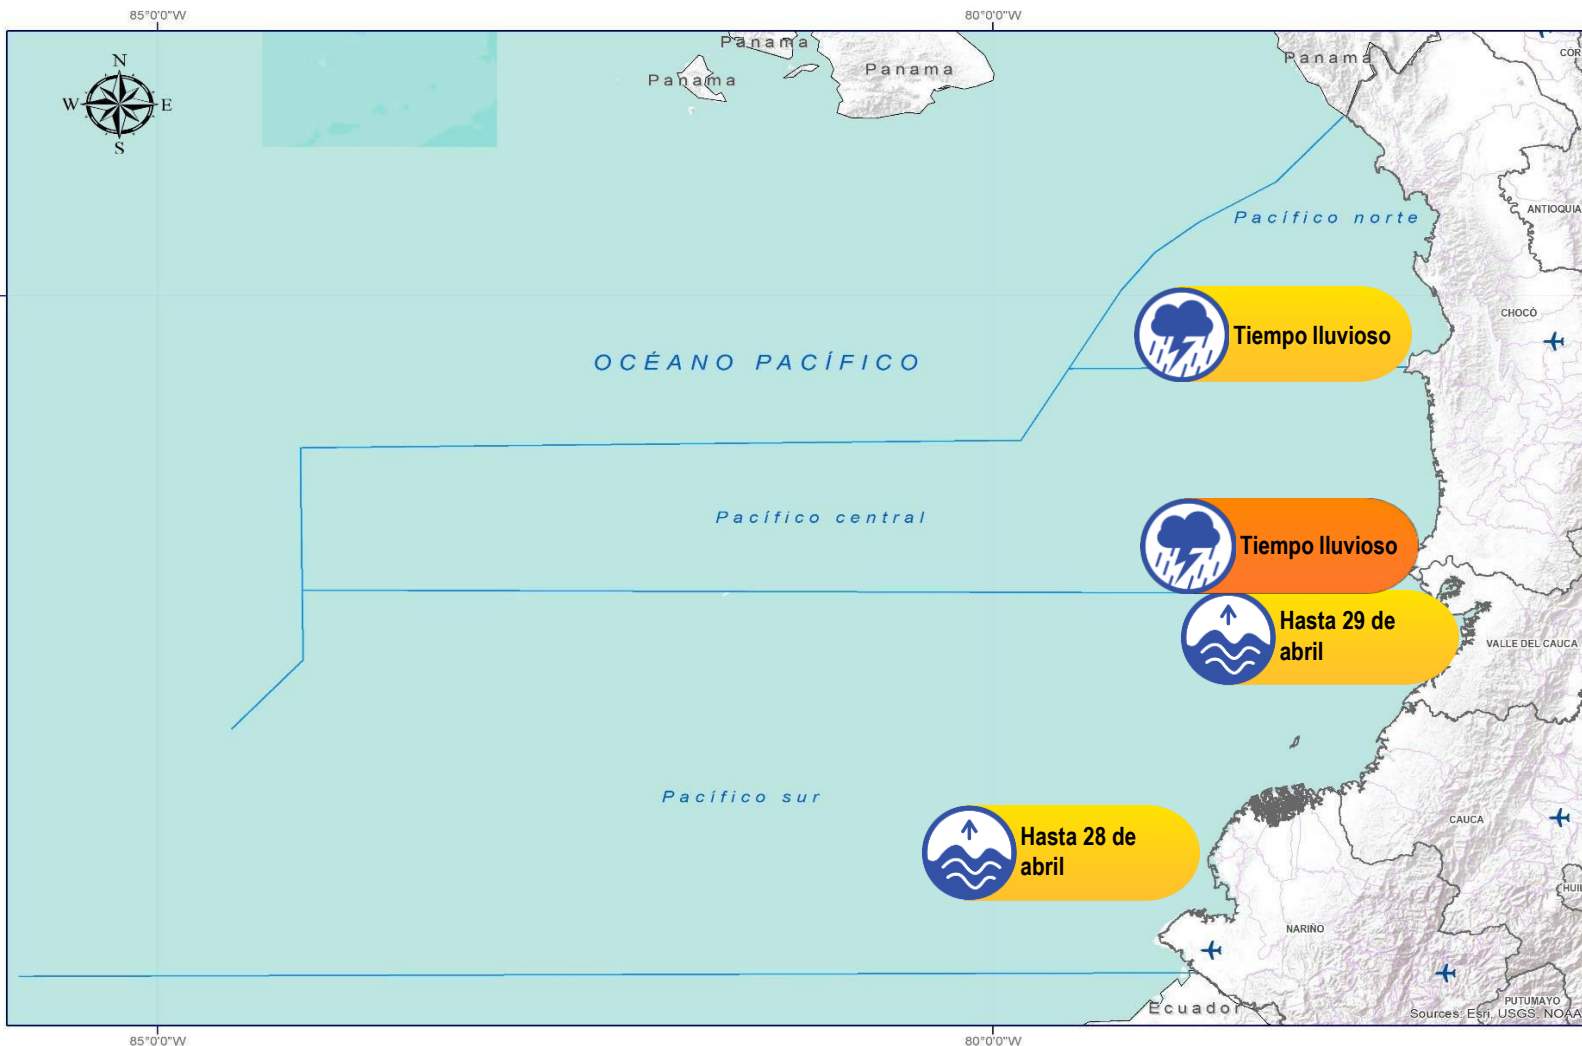 85°0'0"W
80°0'0"W
N
W
E
S
Panama
Panama
Panama
Panama
COR
ANTIOQUIA
Pacífico norte
CHOCÓ
Tiempo lluvioso
OCÉANO PACÍFICO
Pacífico central
Tiempo lluvioso
Hasta 29 de
abril
VALLE DEL CAUCA
Pacífico sur
Hasta 28 de
abril
CAUCA
HUIL
NARIÑO
PUTUMAYO
Ecuador
Sources: Esri, USGS, NOAA
85°0'0"W
80°0'0"W